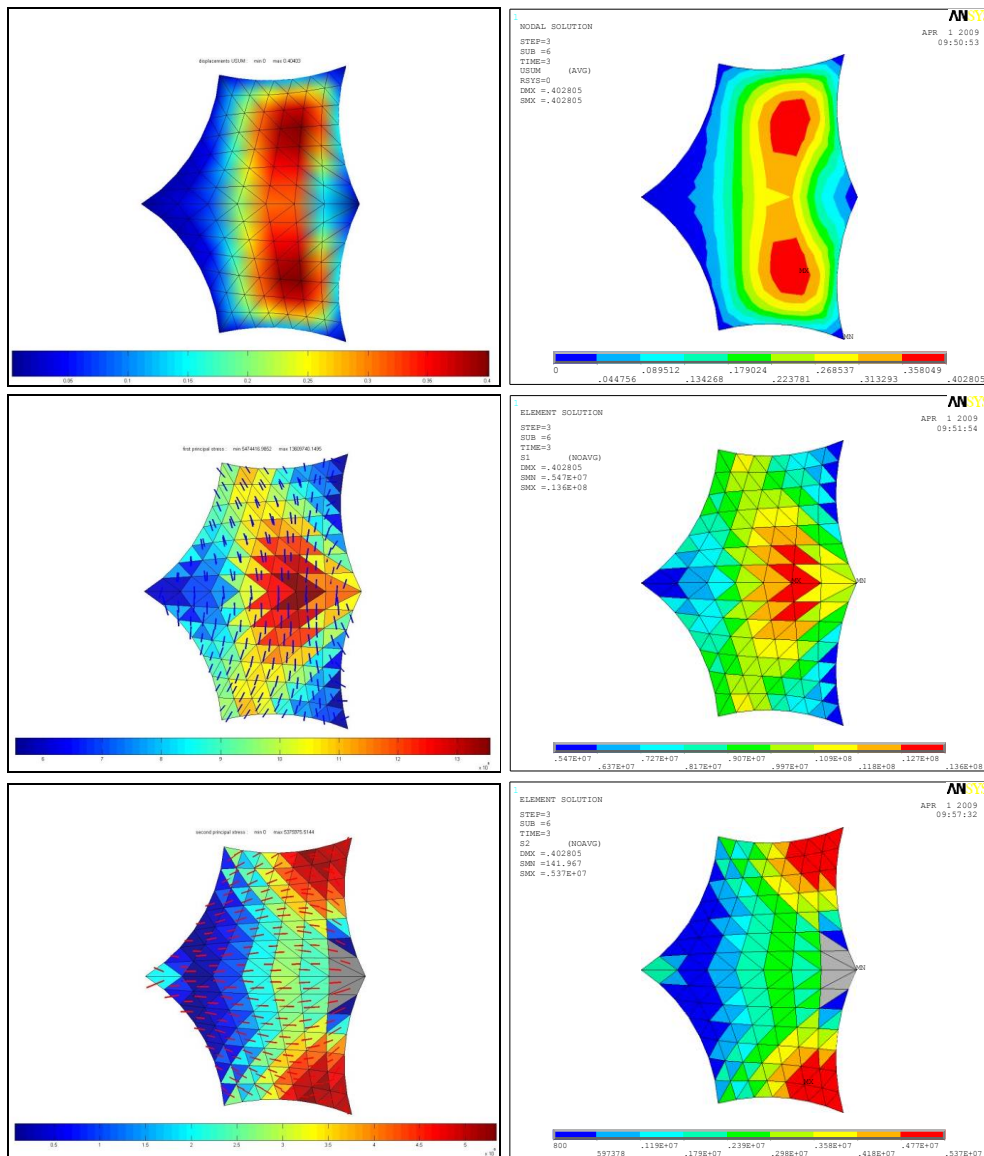 displacements USUM : min 0 max 0.40403
0.05 0.1 0.15 0.2 0.25 0.3 0.35 0.4
1
ANSYS
NODAL SOLUTION
APR 1 2009
09:50:53
STEP=3
SUB =6
TIME=3
USUM (AVG)
RSYS=0
DMX =.402805
SMX =.402805
MX
MN
0 .089512 .179024 .268537 .358049
.044756 .134268 .223781 .313293 .402805
first principal stress : min
6 7 8 9 10 11 12 13
x 10
1
ANSYS
ELEMENT SOLUTION
APR 1 2009
09:51:54
STEP=3
SUB =6
TIME=3
S1 (NOAVG)
DMX =.402805
SMN =.547E+07
SMX =.136E+08
MX
MN
.547E+07 .727E+07 .907E+07 .109E+08 .127E+08
.637E+07 .817E+07 .997E+07 .118E+08 .136E+08
second principal stress : min 0 max
0.5 1 1.5 2 2.5 3 3.5 4 4.5 5
x 10
1
ANSYS
ELEMENT SOLUTION
APR 1 2009
09:57:32
STEP=3
SUB =6
TIME=3
S2 (NOAVG)
DMX =.402805
SMN =141.967
SMX =.537E+07
MN
MX
800 .119E+07 .239E+07 .358E+07 .477E+07
597378 .179E+07 .298E+07 .418E+07 .537E+07